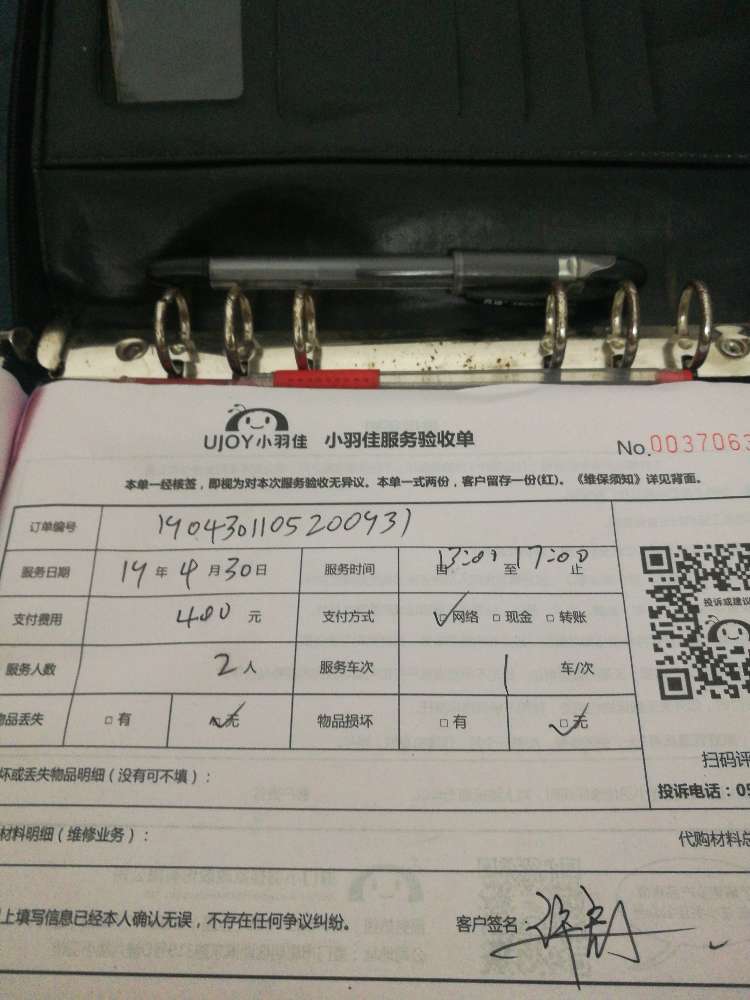 UJOY小羽佳 小羽佳服务验收单 No.0037063
本单一经核签，即视为对本次服务验收无异议。本单一式两份，客户留存一份(红)。《维保须知》详见背面。
订单编号 190430110520093​1
服务日期 19 年 4 月 30 日 服务时间 由 13:00 至 17:00 止
支付费用 400 元 支付方式 ☑网络 □现金 □转账
服务人数 2 人 服务车次 1 车/次
物品丢失 □有 ☑无 物品损坏 □有 ☑无
投诉或建议
扫码评
坏或丢失物品明细（没有可不填）：
投诉电话：05
材料明细（维修业务）： 代购材料总
上填写信息已经本人确认无误，不存在任何争议纠纷。 客户签名